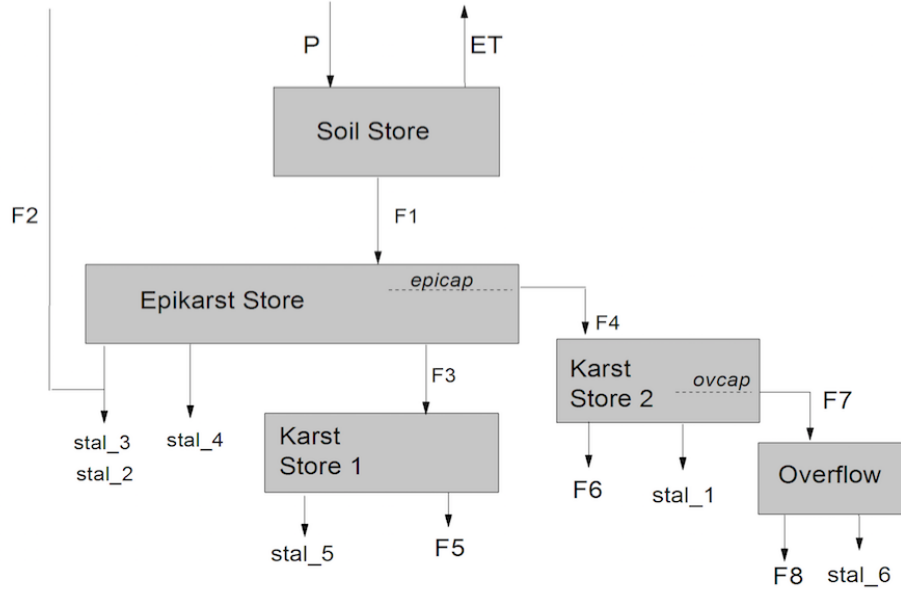 P
ET
Soil Store
F2
F1
epicap
Epikarst Store
F4
F3
Karst
Store 2
ovcap
F7
stal_3
stal_2
stal_4
Karst
Store 1
Overflow
F6
stal_1
stal_5
F5
F8
stal_6